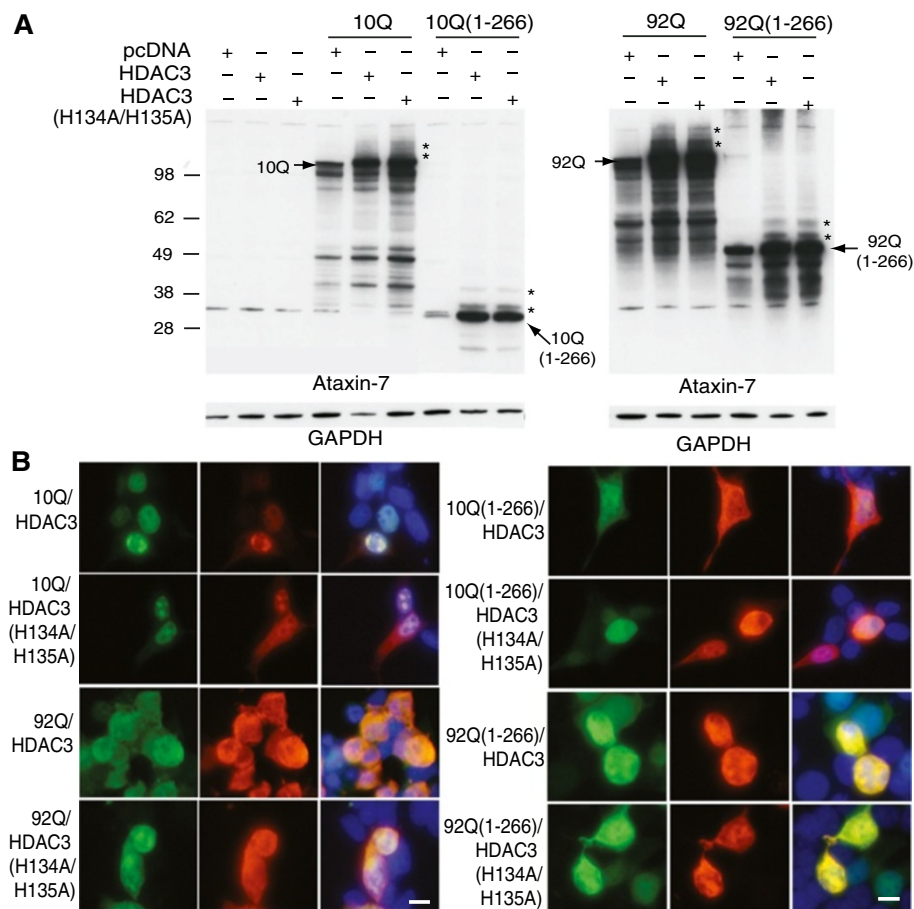 A
10Q
10Q(1-266)
92Q
92Q(1-266)
pcDNA + – – + – – + – – + – – + – –
HDAC3 – + – – + – – + – – + – – + –
HDAC3 – – + – – + – – + – – + – – +
(H134A/H135A)
98
62
49
38
28
10Q
*
*
*
*
10Q
(1-266)
92Q
*
*
*
*
92Q
(1-266)
Ataxin-7
Ataxin-7
GAPDH
GAPDH
B
10Q/
HDAC3
10Q/
HDAC3
(H134A/
H135A)
92Q/
HDAC3
92Q/
HDAC3
(H134A/
H135A)
10Q(1-266)/
HDAC3
10Q(1-266)/
HDAC3
(H134A/
H135A)
92Q(1-266)/
HDAC3
92Q(1-266)/
HDAC3
(H134A/
H135A)